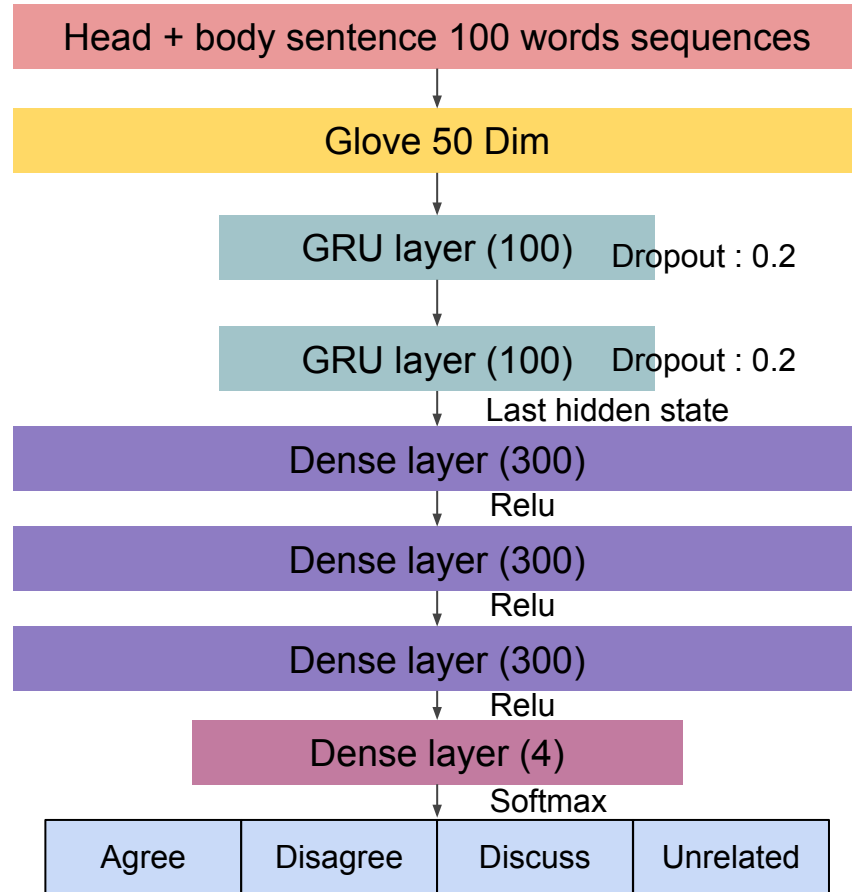 Head + body sentence 100 words sequences
Glove 50 Dim
GRU layer (100)
Dropout : 0.2
GRU layer (100)
Dropout : 0.2
Last hidden state
Dense layer (300)
Relu
Dense layer (300)
Relu
Dense layer (300)
Relu
Dense layer (4)
Softmax
Agree
Disagree
Discuss
Unrelated